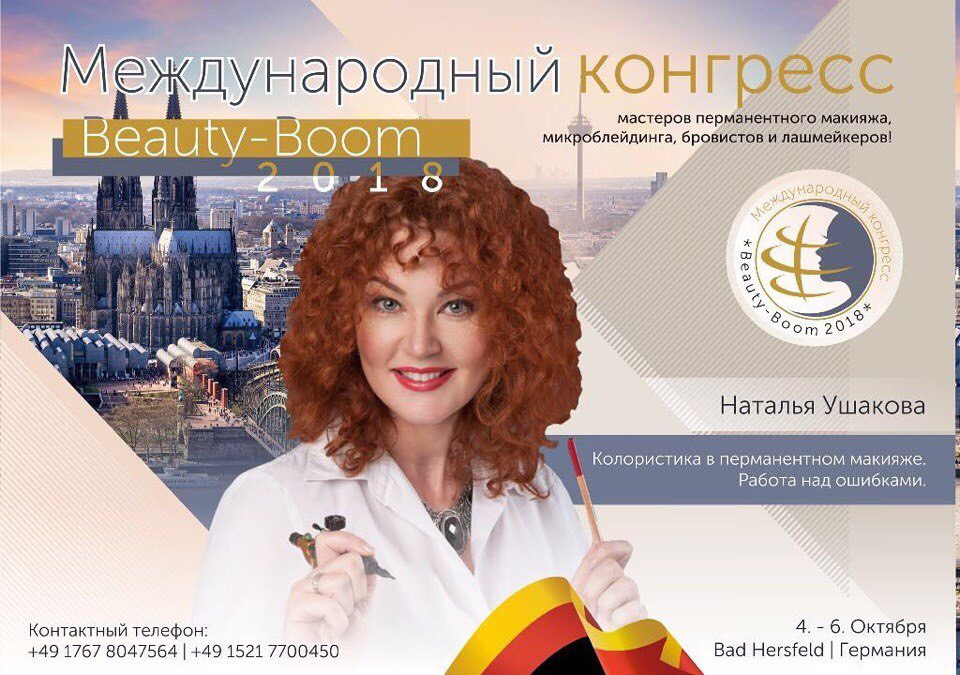 Международный конгресс
Beauty-Boom
2018
мастеров перманентного макияжа,
микроблейдинга, бровистов и лашмейкеров!
Международный конгресс
*Beauty-Boom 2018*
Наталья Ушакова
Колористика в перманентном макияже.
Работа над ошибками.
Контактный телефон:
+49 1767 8047564 | +49 1521 7700450
4. - 6. Октября
Bad Hersfeld | Германия